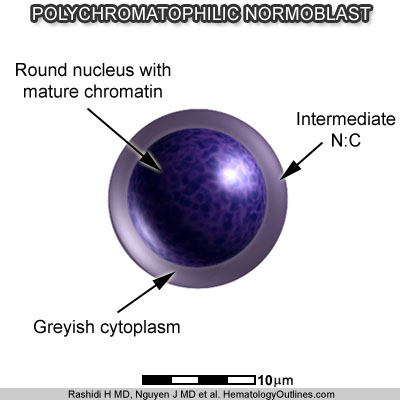 POLYCHROMATOPHILIC NORMOBLAST
Round nucleus with
mature chromatin
Intermediate
N:C
Greyish cytoplasm
10µm
Rashidi H MD, Nguyen J MD et al. HematologyOutlines.com